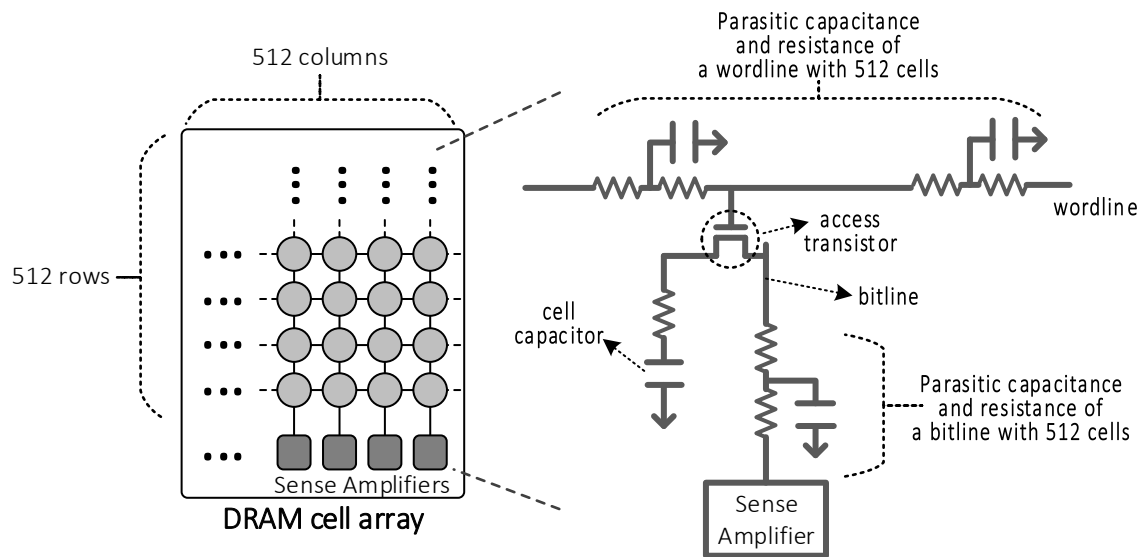 512 columns
512 rows
Sense Amplifiers
DRAM cell array
Parasitic capacitance
and resistance of
a wordline with 512 cells
wordline
access
transistor
bitline
cell
capacitor
Parasitic capacitance
and resistance of
a bitline with 512 cells
Sense
Amplifier